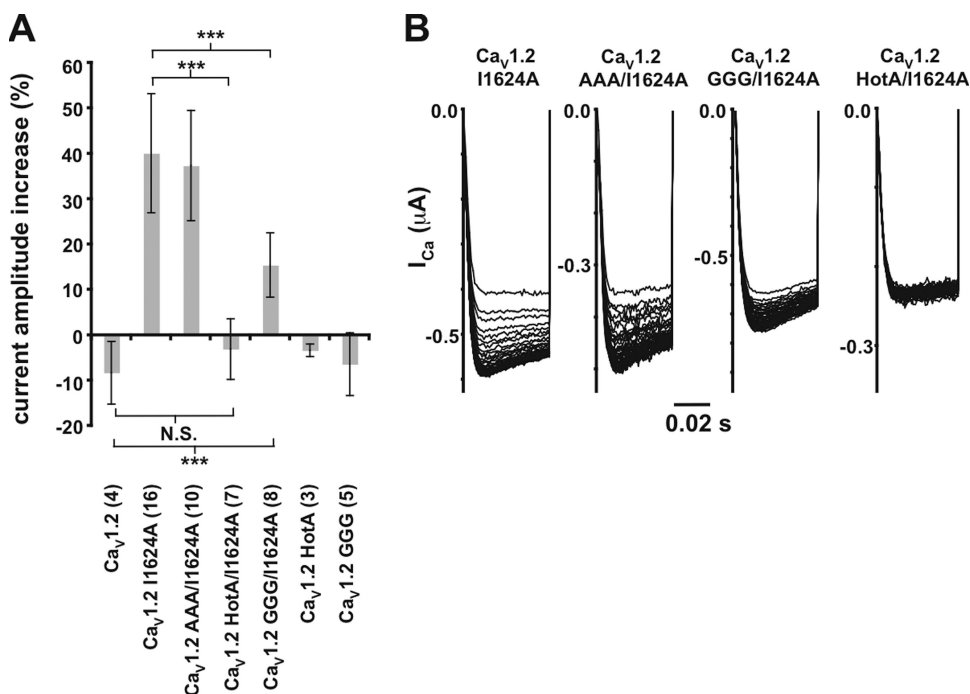 A
***
***
current amplitude increase (%)
60
50
40
30
20
10
0
-10
-20
N.S.
***
CaV1.2 (4)
CaV1.2 I1624A (16)
CaV1.2 AAA/I1624A (10)
CaV1.2 HotA/I1624A (7)
CaV1.2 GGG/I1624A (8)
CaV1.2 HotA (3)
CaV1.2 GGG (5)
B
CaV1.2
I1624A
CaV1.2
AAA/I1624A
CaV1.2
GGG/I1624A
CaV1.2
HotA/I1624A
ICa (μA)
0.0
-0.5
0.0
-0.3
0.0
-0.5
0.0
-0.3
0.02 s